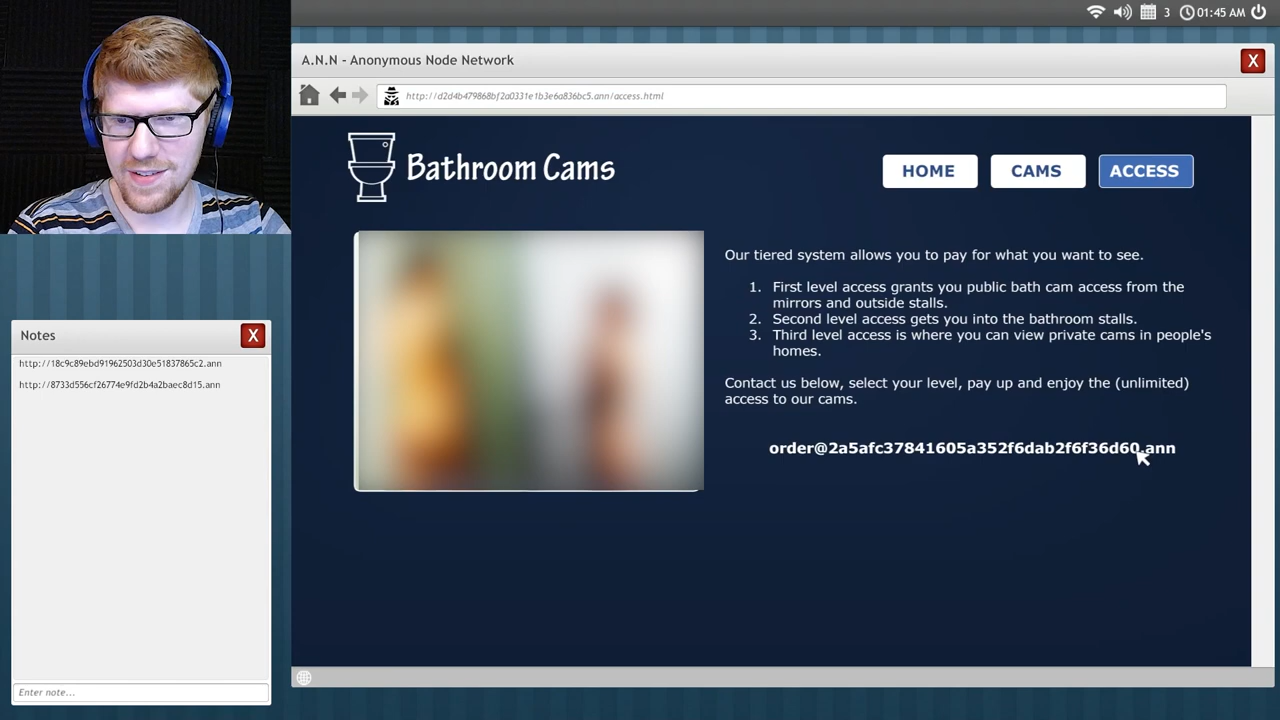 3 01:45 AM
A.N.N - Anonymous Node Network
X
http://d2d4b479868bf2a0331e1b3e6a836bc5.ann/access.html
Bathroom Cams
HOME
CAMS
ACCESS
Our tiered system allows you to pay for what you want to see.
1. First level access grants you public bath cam access from the
mirrors and outside stalls.
2. Second level access gets you into the bathroom stalls.
3. Third level access is where you can view private cams in people's
homes.
Contact us below, select your level, pay up and enjoy the (unlimited)
access to our cams.
order@2a5afc37841605a352f6dab2f6f36d60.ann
Notes
X
http://18c9c89ebd91962503d30e51837865c2.ann
http://8733d556cf26774e9fd2b4a2baec8d15.ann
Enter note...